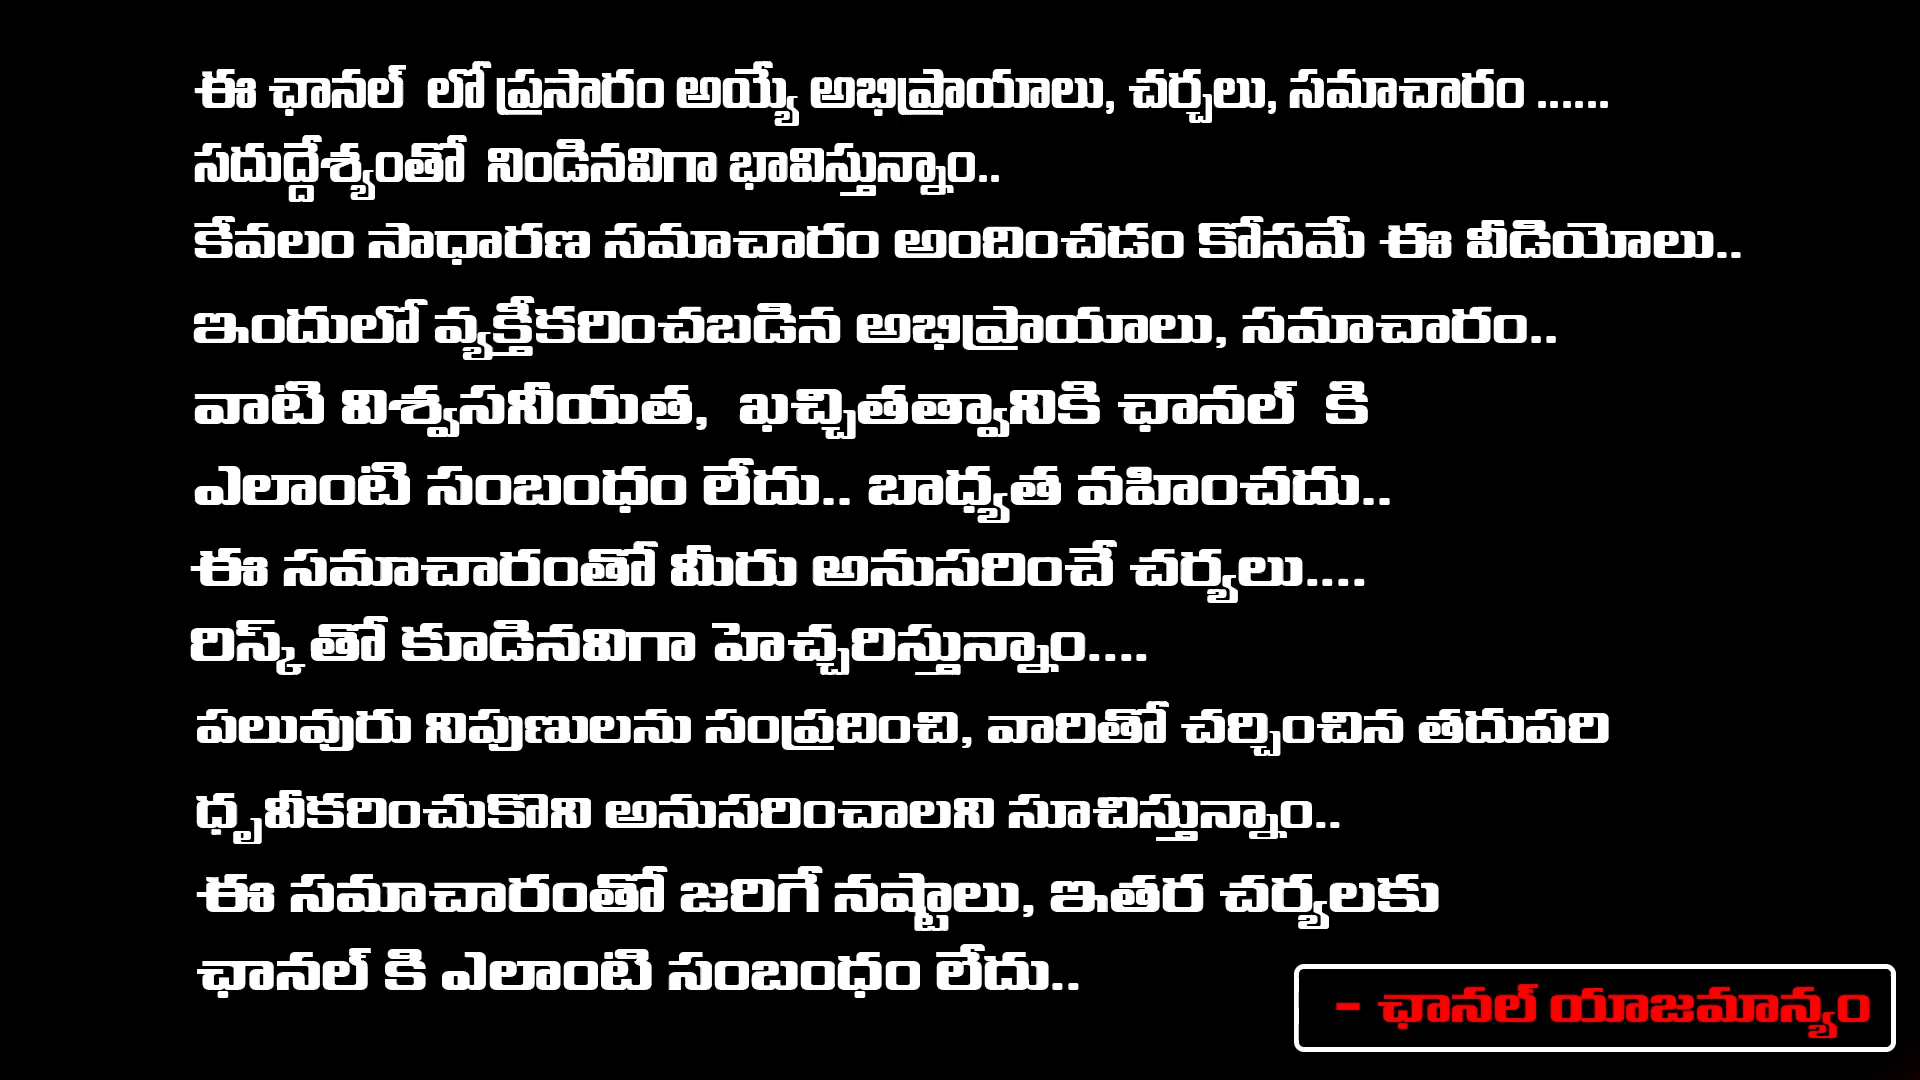 ఈ ఛానల్ లో ప్రసారం అయ్యే అభిప్రాయాలు, చర్చలు, సమాచారం ......
సదుద్దేశ్యంతో నిండినవిగా భావిస్తున్నాం..
కేవలం సాధారణ సమాచారం అందించడం కోసమే ఈ వీడియోలు..
ఇందులో వ్యక్తీకరించబడిన అభిప్రాయాలు, సమాచారం..
వాటి విశ్వసనీయత, ఖచ్చితత్వానికి ఛానల్ కి
ఎలాంటి సంబంధం లేదు.. బాధ్యత వహించదు..
ఈ సమాచారంతో మీరు అనుసరించే చర్యలు....
రిస్క్ తో కూడినవిగా హెచ్చరిస్తున్నాం....
పలువురు నిపుణులను సంప్రదించి, వారితో చర్చించిన తదుపరి
ధృవీకరించుకొని అనుసరించాలని సూచిస్తున్నాం..
ఈ సమాచారంతో జరిగే నష్టాలు, ఇతర చర్యలకు
ఛానల్ కి ఎలాంటి సంబంధం లేదు..
- ఛానల్ యాజమాన్యం